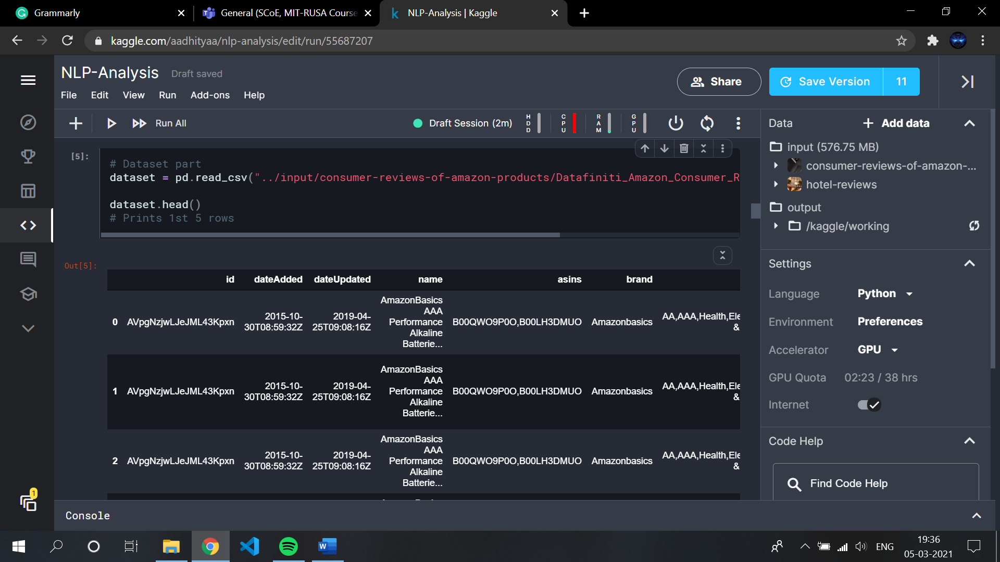 Grammarly
General (SCoE, MIT-RUSA Course
NLP-Analysis | Kaggle
kaggle.com/aadhityaa/nlp-analysis/edit/run/55687207
NLP-Analysis
Draft saved
File Edit View Run Add-ons Help
Share
Save Version 11
Run All
Draft Session (2m)
HDD
CPU
RAM
GPU
Data
Add data
input (576.75 MB)
consumer-reviews-of-amazon-...
hotel-reviews
output
/kaggle/working
[5]:
# Dataset part
dataset = pd.read_csv("../input/consumer-reviews-of-amazon-products/Datafiniti_Amazon_Consumer_R
dataset.head()
# Prints 1st 5 rows
Out[5]:
id dateAdded dateUpdated name asins brand
0 AVpgNzjwLJeJML43Kpxn 2015-10-30T08:59:32Z 2019-04-25T09:08:16Z AmazonBasics AAA Performance Alkaline Batterie... B00QWO9P0O,B00LH3DMUO Amazonbasics AA,AAA,Health,Ele &
1 AVpgNzjwLJeJML43Kpxn 2015-10-30T08:59:32Z 2019-04-25T09:08:16Z AmazonBasics AAA Performance Alkaline Batterie... B00QWO9P0O,B00LH3DMUO Amazonbasics AA,AAA,Health,Ele &
2 AVpgNzjwLJeJML43Kpxn 2015-10-30T08:59:32Z 2019-04-25T09:08:16Z AmazonBasics AAA Performance Alkaline Batterie... B00QWO9P0O,B00LH3DMUO Amazonbasics AA,AAA,Health,Ele &
Settings
Language Python
Environment Preferences
Accelerator GPU
GPU Quota 02:23 / 38 hrs
Internet
Code Help
Find Code Help
1
Console
ENG
19:36
05-03-2021